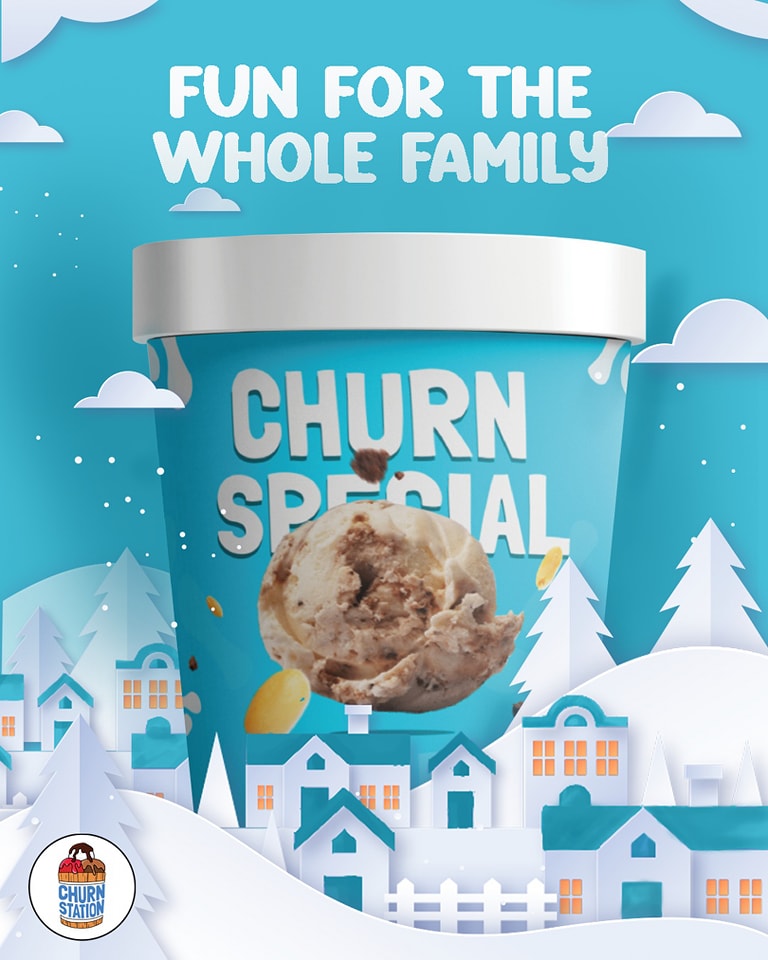 FUN FOR THE
WHOLE FAMILY
CHURN
SPECIAL
CHURN
STATION